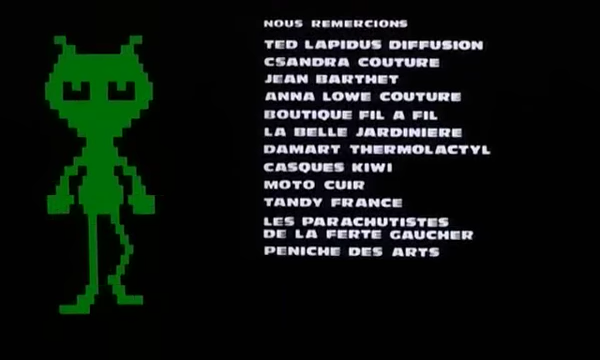 NOUS REMERCIONS
TED LAPIDUS DIFFUSION
CSANDRA COUTURE
JEAN BARTHET
ANNA LOWE COUTURE
BOUTIQUE FIL A FIL
LA BELLE JARDINIERE
DAMART THERMOLACTYL
CASQUES KIWI
MOTO CUIR
TANDY FRANCE
LES PARACHUTISTES
DE LA FERTE GAUCHER
PENICHE DES ARTS